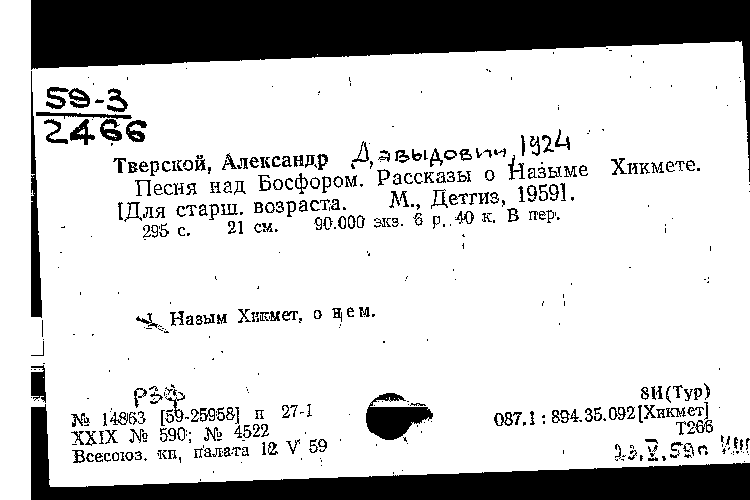 59-3
2466
Тверской, Александр Давыдович, 1924
Песня над Босфором. Рассказы о Назыме Хикмете.
[Для старш. возраста. М., Детгиз, 1959].
295 с. 21 см. 90.000 экз. 6 р. 40 к. В пер.
1. Назым Хикмет, о нем.
РЗФ
8И(Тур)
№ 14863 [59-25958] п 27-1
087.1 : 894.35.092 [Хикмет]
XXIX № 590; № 4522
Т266
Всесоюз. кн. палата 12 V 59
23.V.59п